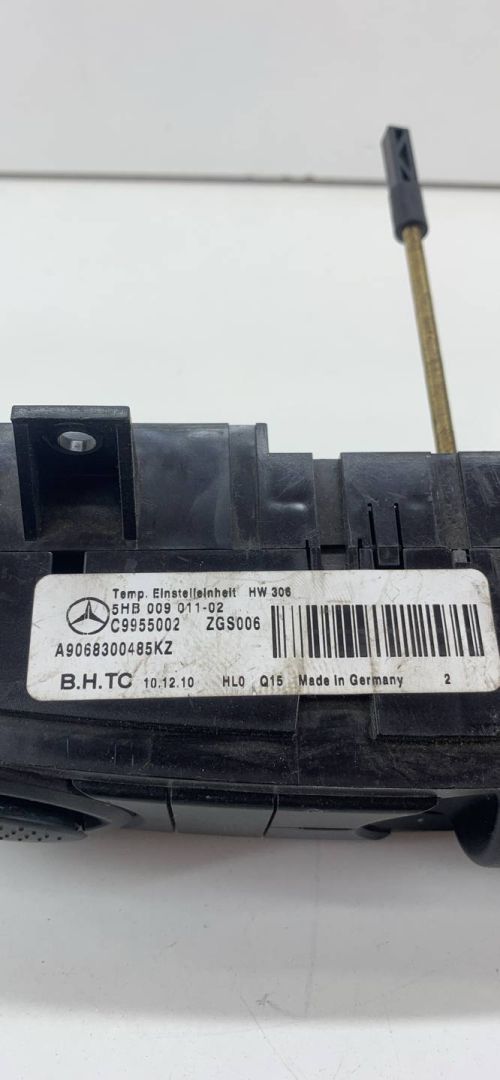 Temp. Einstelleinheit HW 306
5HB 009 011-02
C9955002 ZGS006
A9068300485KZ
B.H.TC 10.12.10 HL0 Q15 Made in Germany 2